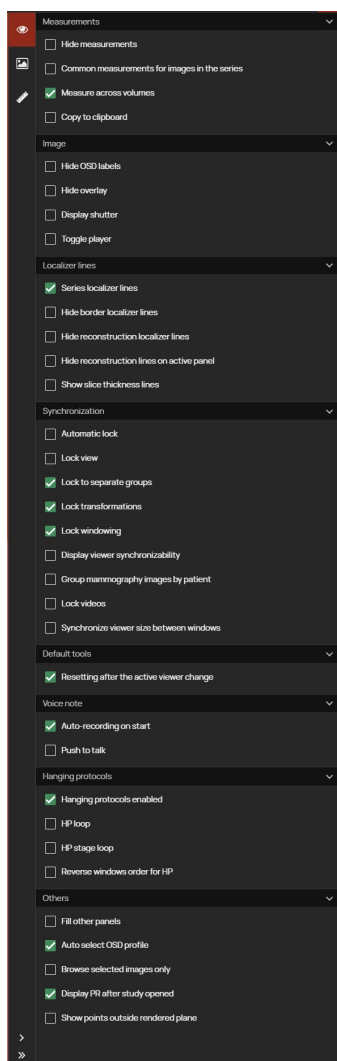 Measurements
Hide measurements
Common measurements for images in the series
Measure across volumes
Copy to clipboard
Image
Hide OSD labels
Hide overlay
Display shutter
Toggle player
Localizer lines
Series localizer lines
Hide border localizer lines
Hide reconstruction localizer lines
Hide reconstruction lines on active panel
Show slice thickness lines
Synchronization
Automatic lock
Lock view
Lock to separate groups
Lock transformations
Lock windowing
Display viewer synchronizability
Group mammography images by patient
Lock videos
Synchronize viewer size between windows
Default tools
Resetting after the active viewer change
Voice note
Auto-recording on start
Push to talk
Hanging protocols
Hanging protocols enabled
HP loop
HP stage loop
Reverse windows order for HP
Others
Fill other panels
Auto select OSD profile
Browse selected images only
Display PR after study opened
Show points outside rendered plane